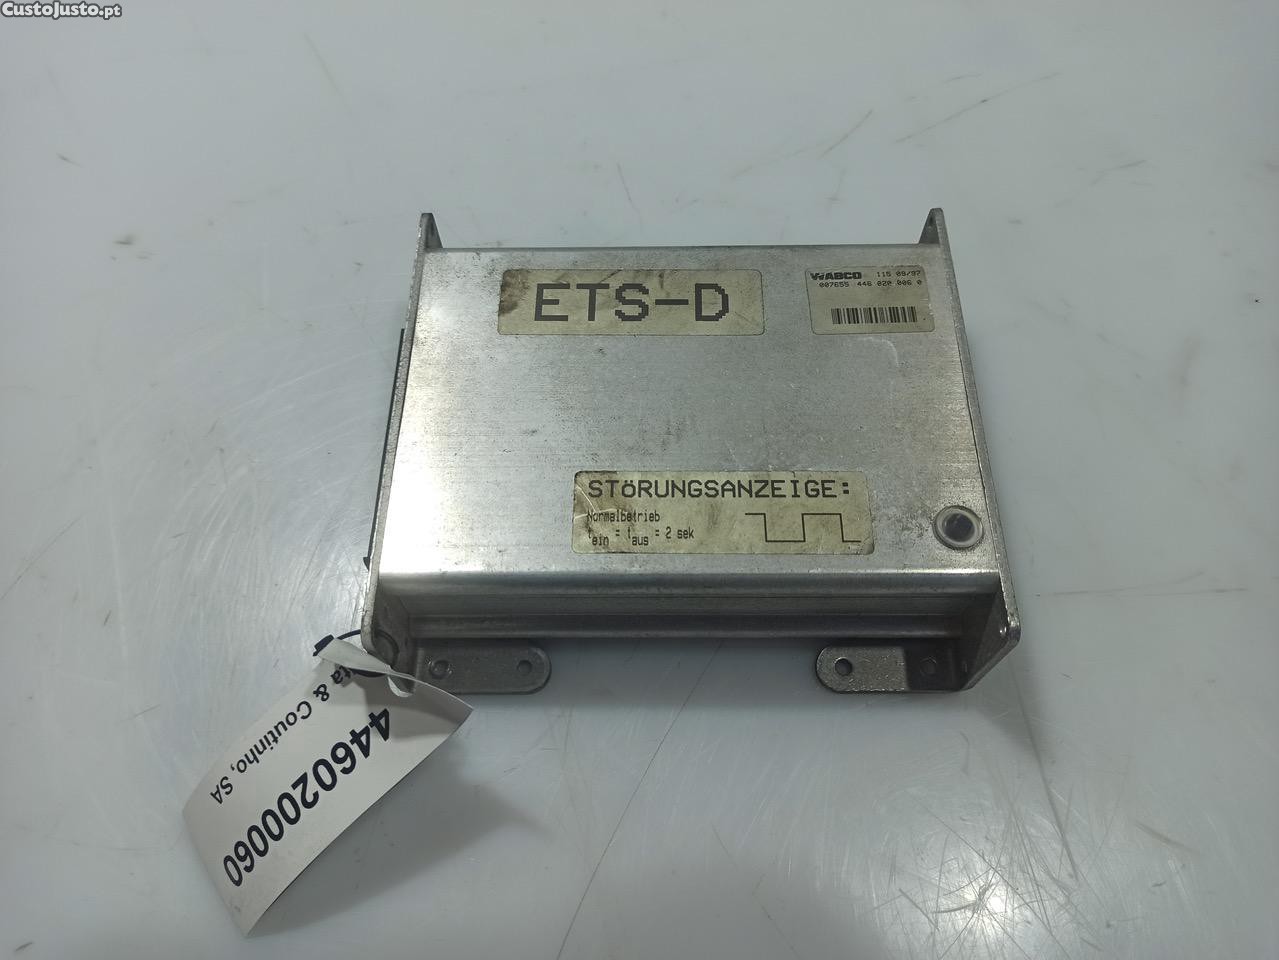 CustoJusto.pt
ETS-D
WABCO 115 09/97
007655 446 020 006 0
STÖRUNGSANZEIGE:
Normalbetrieb
t ein = t aus = 2 sek
& Coutinho, SA
4460200060